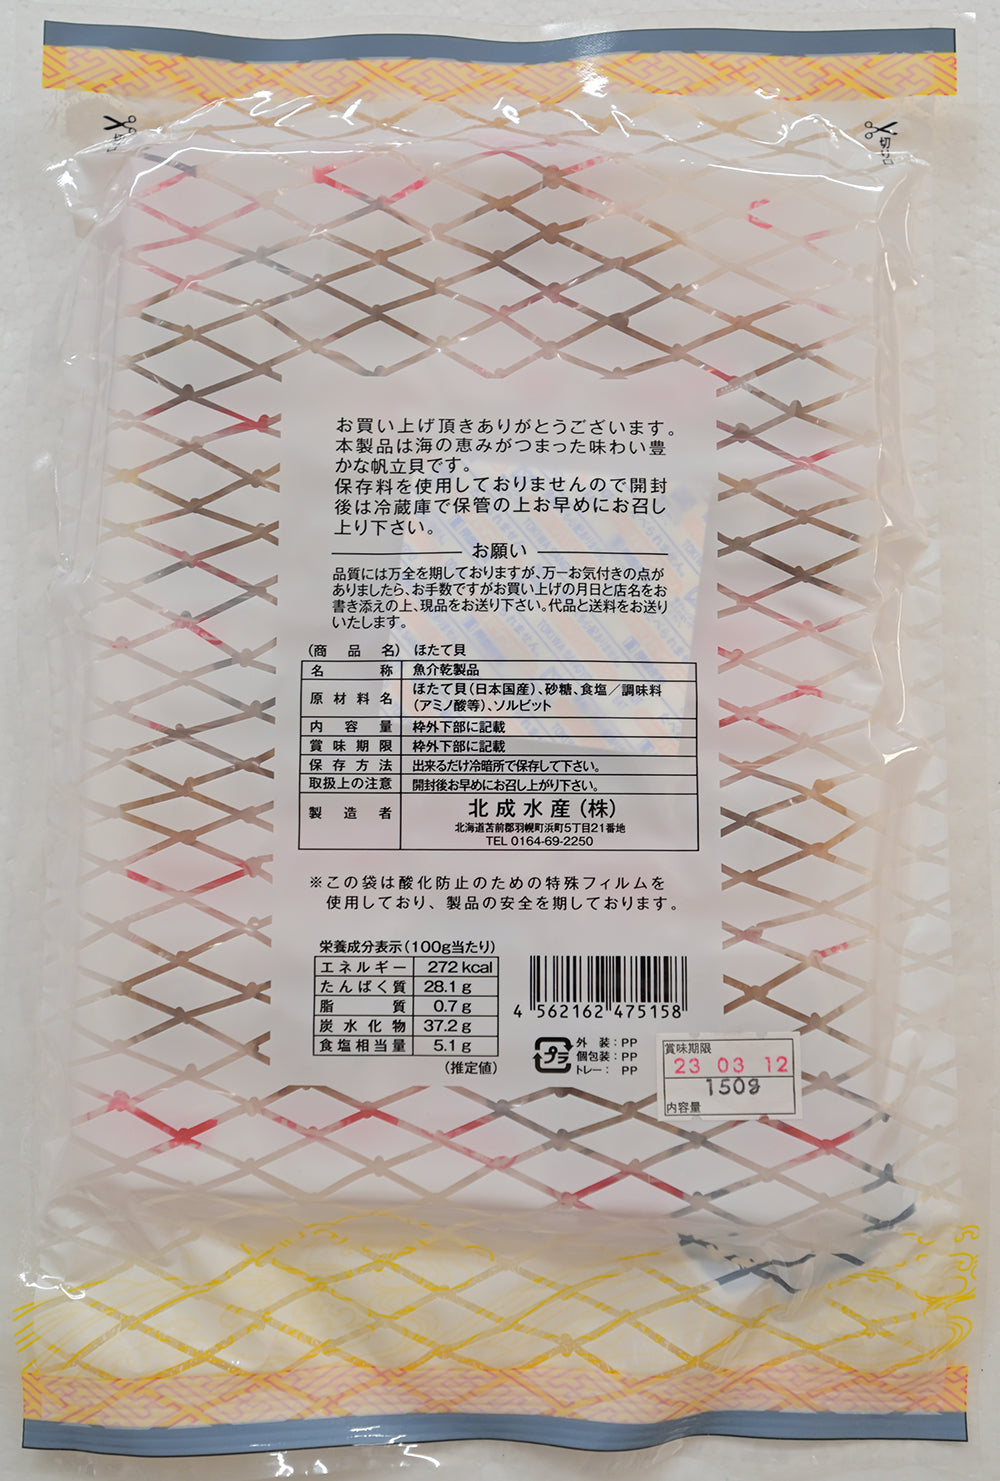 切り口
お買い上げ頂きありがとうございます。
本製品は海の恵みがつまった味わい豊
かな帆立貝です。
保存料を使用しておりませんので開封
後は冷蔵庫で保管の上お早めにお召し
上り下さい。
お願い
品質には万全を期しておりますが、万一お気付きの点が
ありましたら、お手数ですがお買い上げの月日と店名をお
書き添えの上、現品をお送り下さい。代品と送料をお送り
いたします。
(商品名) ほたて貝
名称 魚介乾製品
原材料名 ほたて貝(日本国産)、砂糖、食塩/調味料
(アミノ酸等)、ソルビット
内容量 枠外下部に記載
賞味期限 枠外下部に記載
保存方法 出来るだけ冷暗所で保存して下さい。
取扱上の注意 開封後お早めにお召し上がり下さい。
製造者 北成水産(株)
北海道苫前郡羽幌町浜町5丁目21番地
TEL 0164-69-2250
※この袋は酸化防止のための特殊フィルムを
使用しており、製品の安全を期しております。
栄養成分表示(100g当たり)
エネルギー 272 kcal
たんぱく質 28.1 g
脂質 0.7 g
炭水化物 37.2 g
食塩相当量 5.1 g
(推定値)
4 562162 475158
プラ
外装:PP
個包装:PP
トレー:PP
賞味期限
23 03 12
150g
内容量